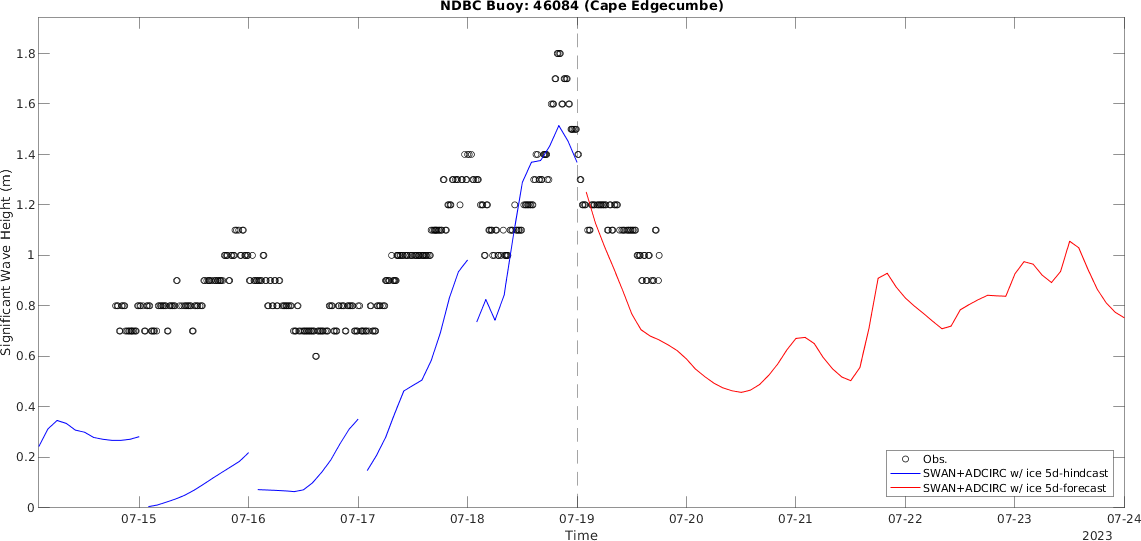 NDBC Buoy: 46084 (Cape Edgecumbe)
Significant Wave Height (m)
1.8
1.6
1.4
1.2
1
0.8
0.6
0.4
0.2
0
Obs.
SWAN+ADCIRC w/ ice 5d-hindcast
SWAN+ADCIRC w/ ice 5d-forecast
07-15 07-16 07-17 07-18 07-19 07-20 07-21 07-22 07-23 07-24
Time
2023